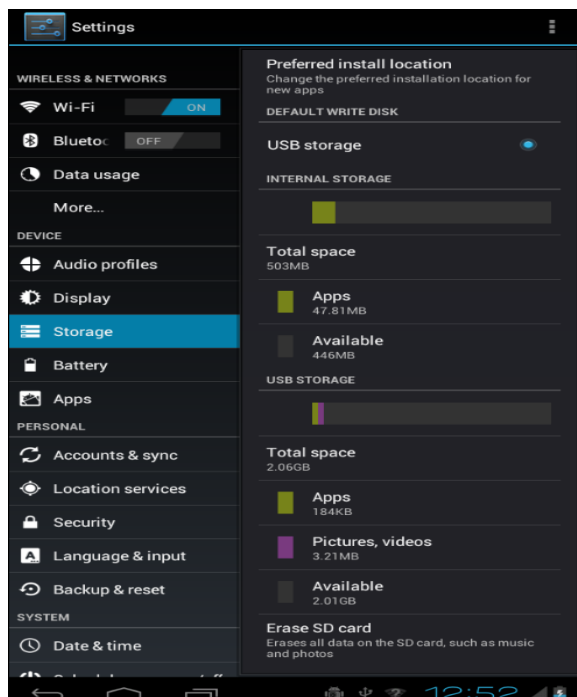 Settings
WIRELESS & NETWORKS
Wi-Fi ON
Bluetoc OFF
Data usage
More...
DEVICE
Audio profiles
Display
Storage
Battery
Apps
PERSONAL
Accounts & sync
Location services
Security
Language & input
Backup & reset
SYSTEM
Date & time
Preferred install location
Change the preferred installation location for
new apps
DEFAULT WRITE DISK
USB storage
INTERNAL STORAGE
Total space
503MB
Apps
47.81MB
Available
446MB
USB STORAGE
Total space
2.06GB
Apps
184KB
Pictures, videos
3.21MB
Available
2.01GB
Erase SD card
Erases all data on the SD card, such as music
and photos
12:52